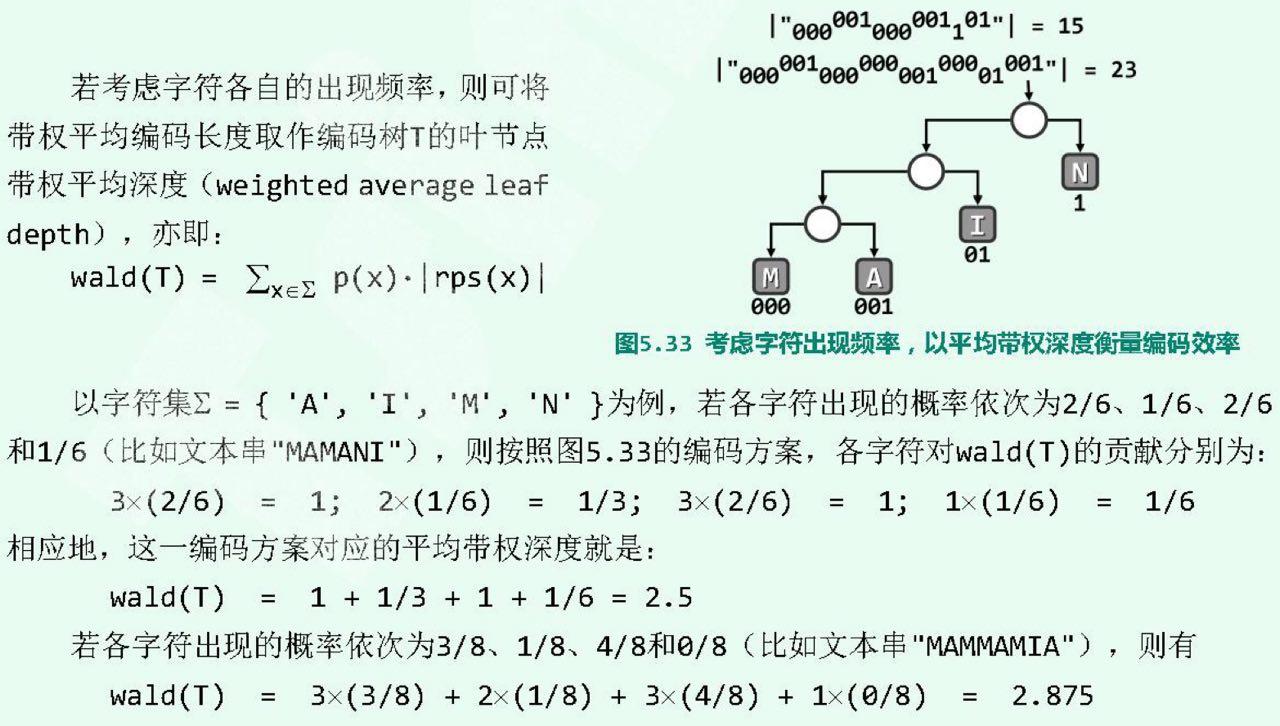 |"000001000001101"| = 15
|"00000100000000100001001"| = 23
若考虑字符各自的出现频率，则可将
带权平均编码长度取作编码树T的叶节点
带权平均深度（weighted average leaf
depth），亦即：
wald(T) = ∑x∈Σ p(x)·|rps(x)|
N
1
I
01
M
A
000
001
图5.33 考虑字符出现频率，以平均带权深度衡量编码效率
以字符集Σ = { 'A', 'I', 'M', 'N' }为例，若各字符出现的概率依次为2/6、1/6、2/6
和1/6（比如文本串"MAMANI"），则按照图5.33的编码方案，各字符对wald(T)的贡献分别为：
3×(2/6) = 1; 2×(1/6) = 1/3; 3×(2/6) = 1; 1×(1/6) = 1/6
相应地，这一编码方案对应的平均带权深度就是：
wald(T) = 1 + 1/3 + 1 + 1/6 = 2.5
若各字符出现的概率依次为3/8、1/8、4/8和0/8（比如文本串"MAMMAMIA"），则有
wald(T) = 3×(3/8) + 2×(1/8) + 3×(4/8) + 1×(0/8) = 2.875